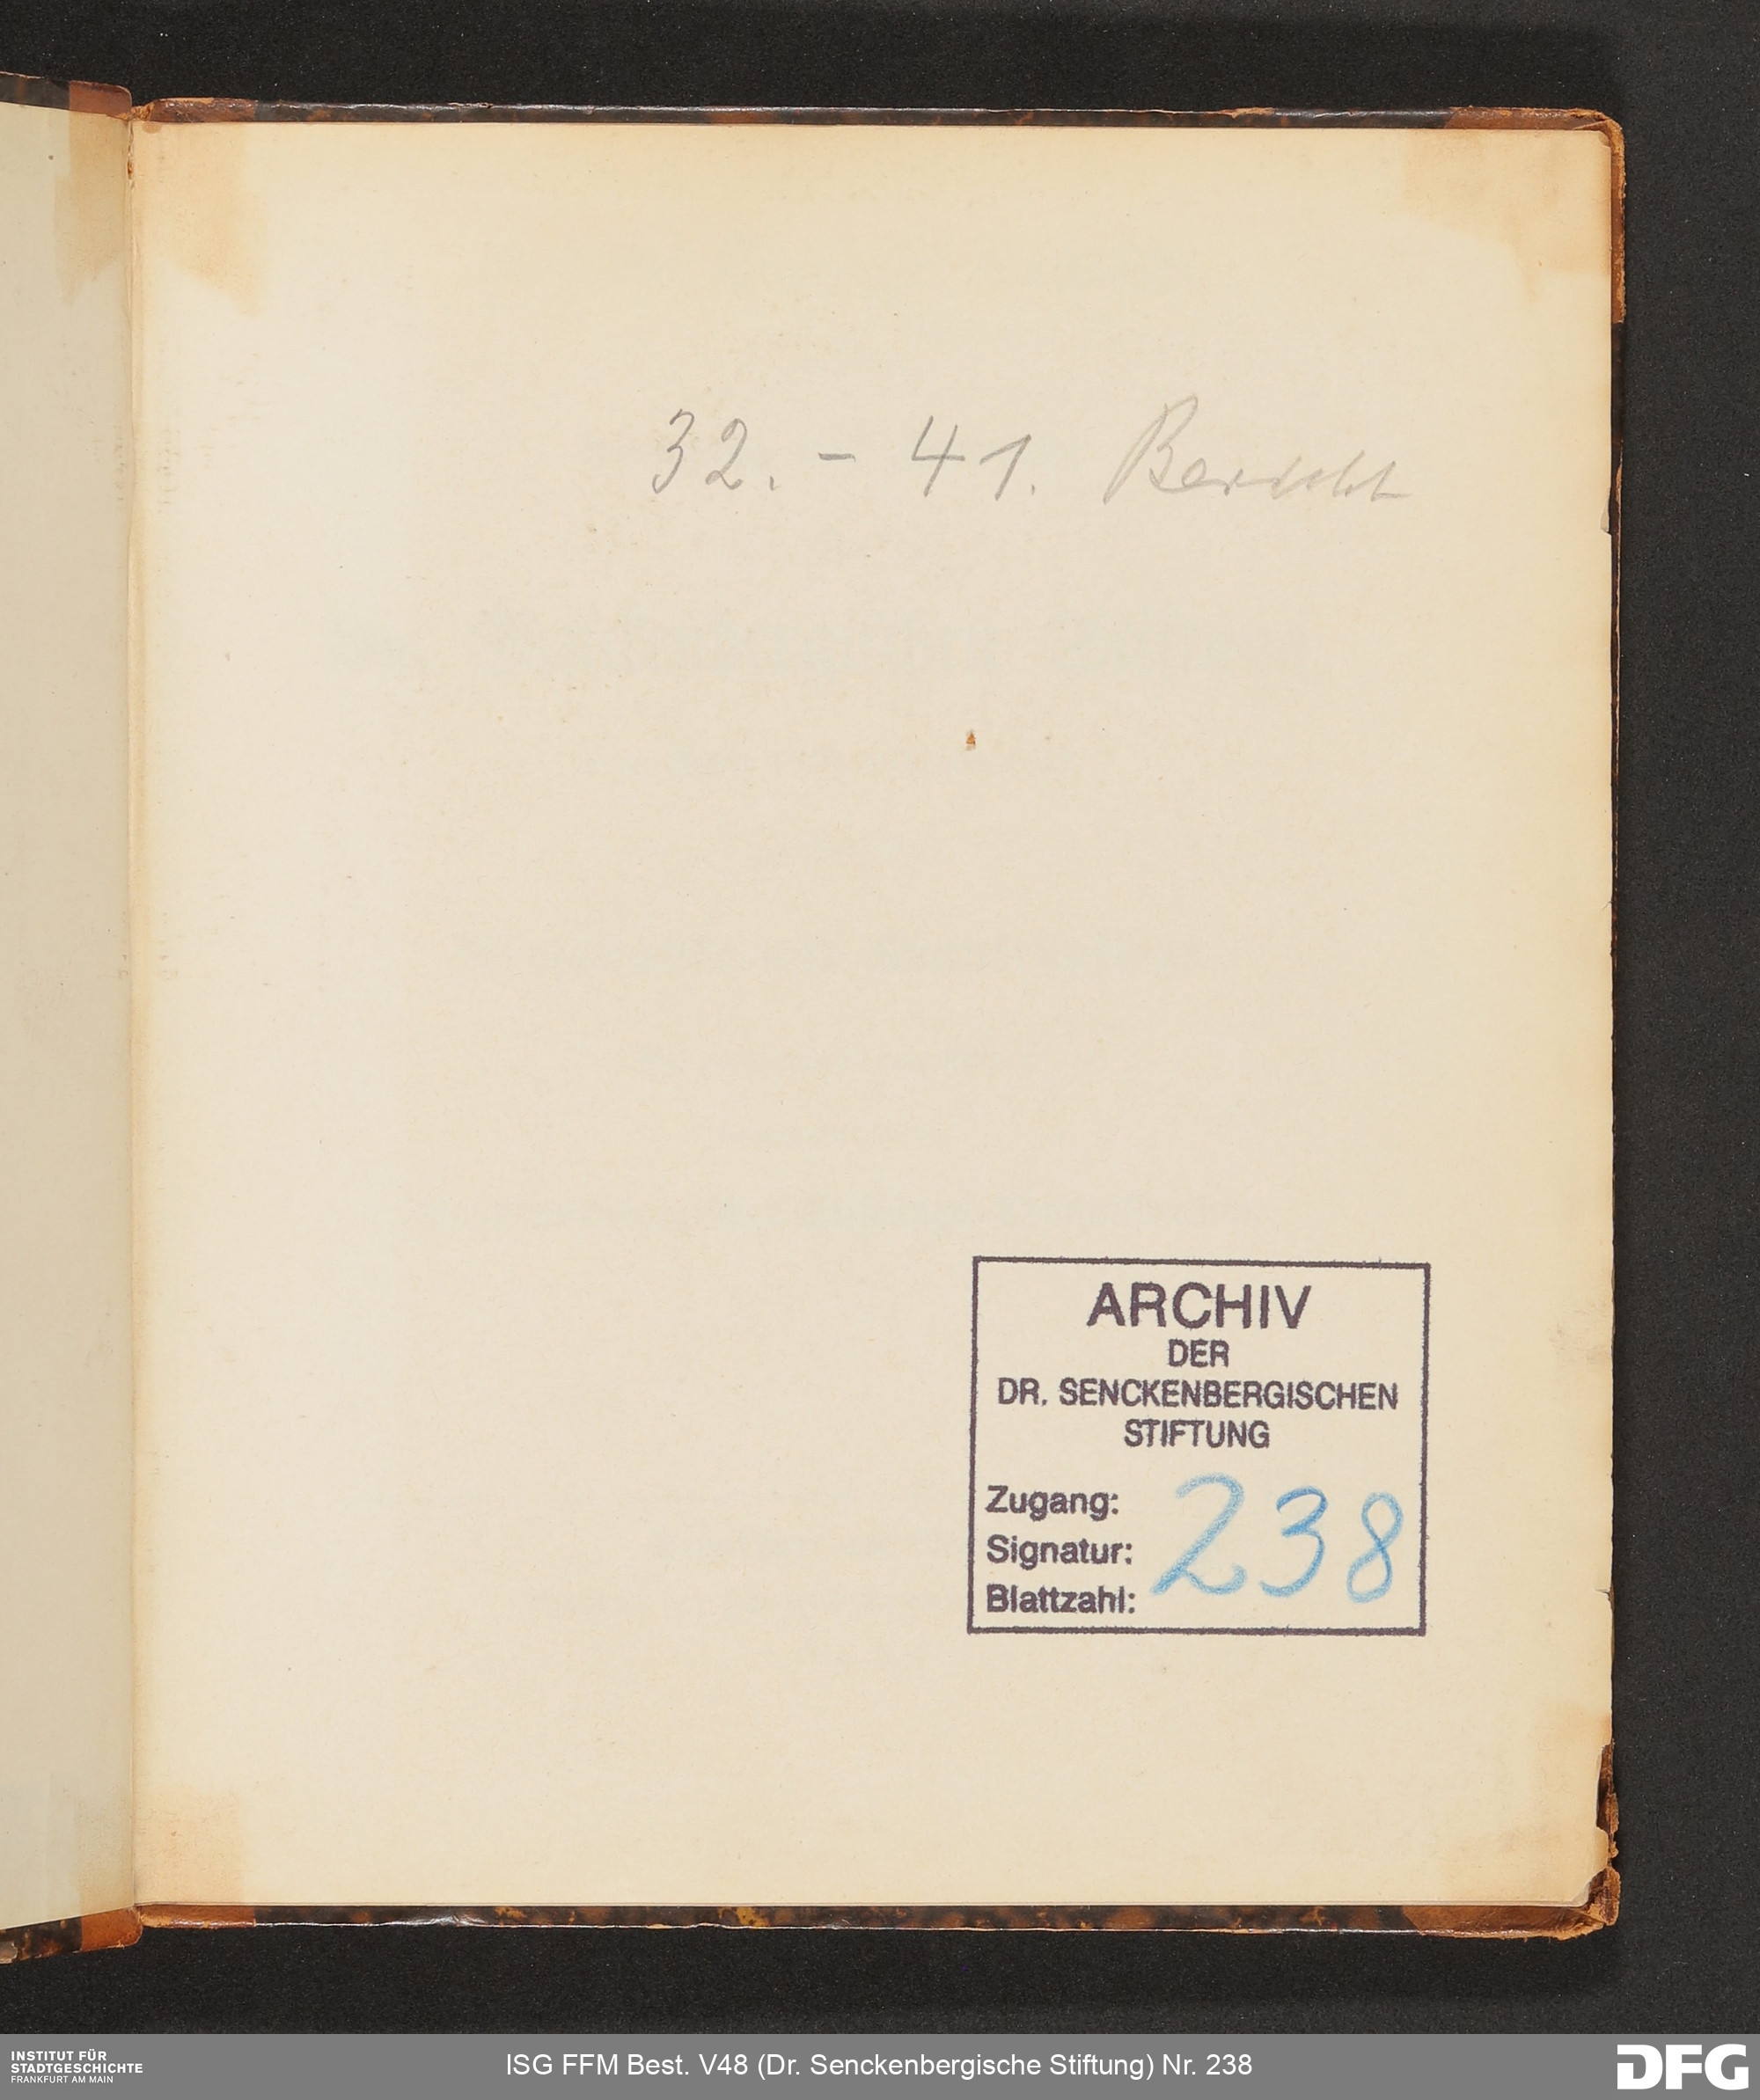 32. - 41. Bericht
ARCHIV
DER
DR. SENCKENBERGISCHEN
STIFTUNG
Zugang:
Signatur: 238
Blattzahl:
INSTITUT FÜR
STADTGESCHICHTE
FRANKFURT AM MAIN
ISG FFM Best. V48 (Dr. Senckenbergische Stiftung) Nr. 238
DFG